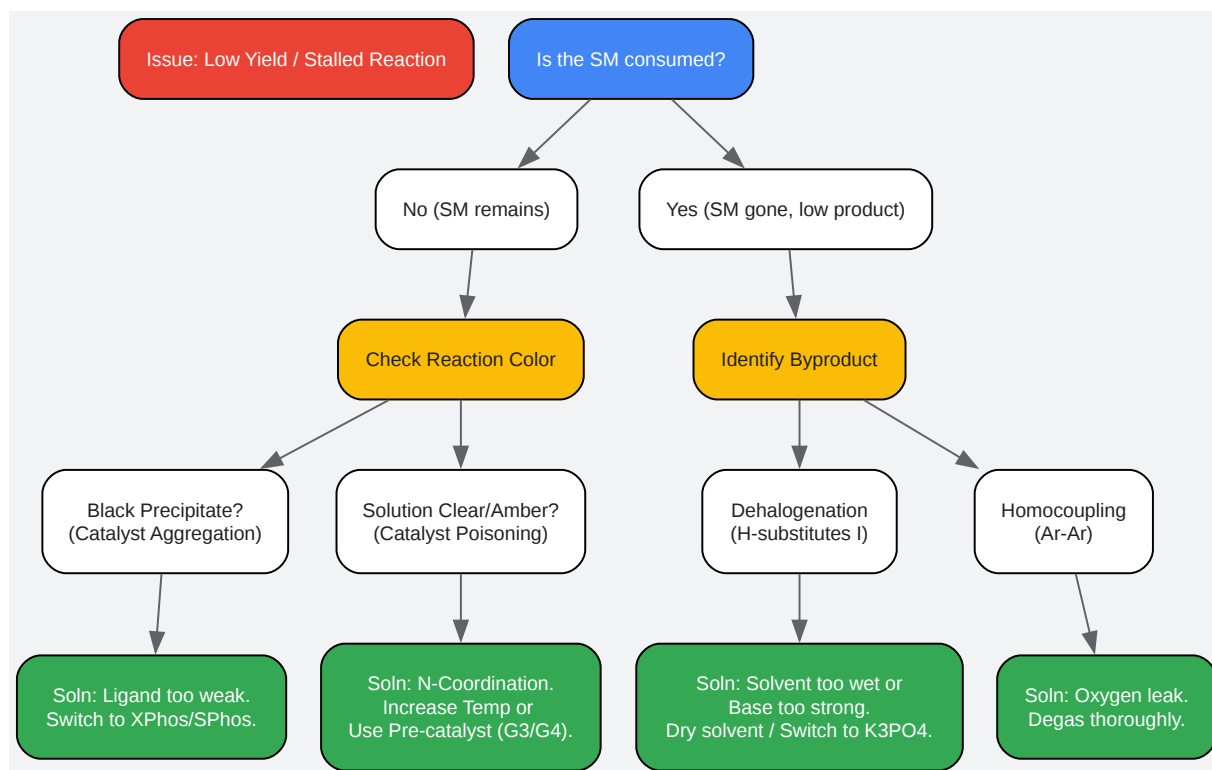 Issue: Low Yield / Stalled Reaction
Is the SM consumed?
No (SM remains)
Yes (SM gone, low product)
Check Reaction Color
Identify Byproduct
Black Precipitate?
(Catalyst Aggregation)
Solution Clear/Amber?
(Catalyst Poisoning)
Dehalogenation
(H-substitutes I)
Homocoupling
(Ar-Ar)
Soln: Ligand too weak.
Switch to XPhos/SPhos.
Soln: N-Coordination.
Increase Temp or
Use Pre-catalyst (G3/G4).
Soln: Solvent too wet or
Base too strong.
Dry solvent / Switch to K3PO4.
Soln: Oxygen leak.
Degas thoroughly.